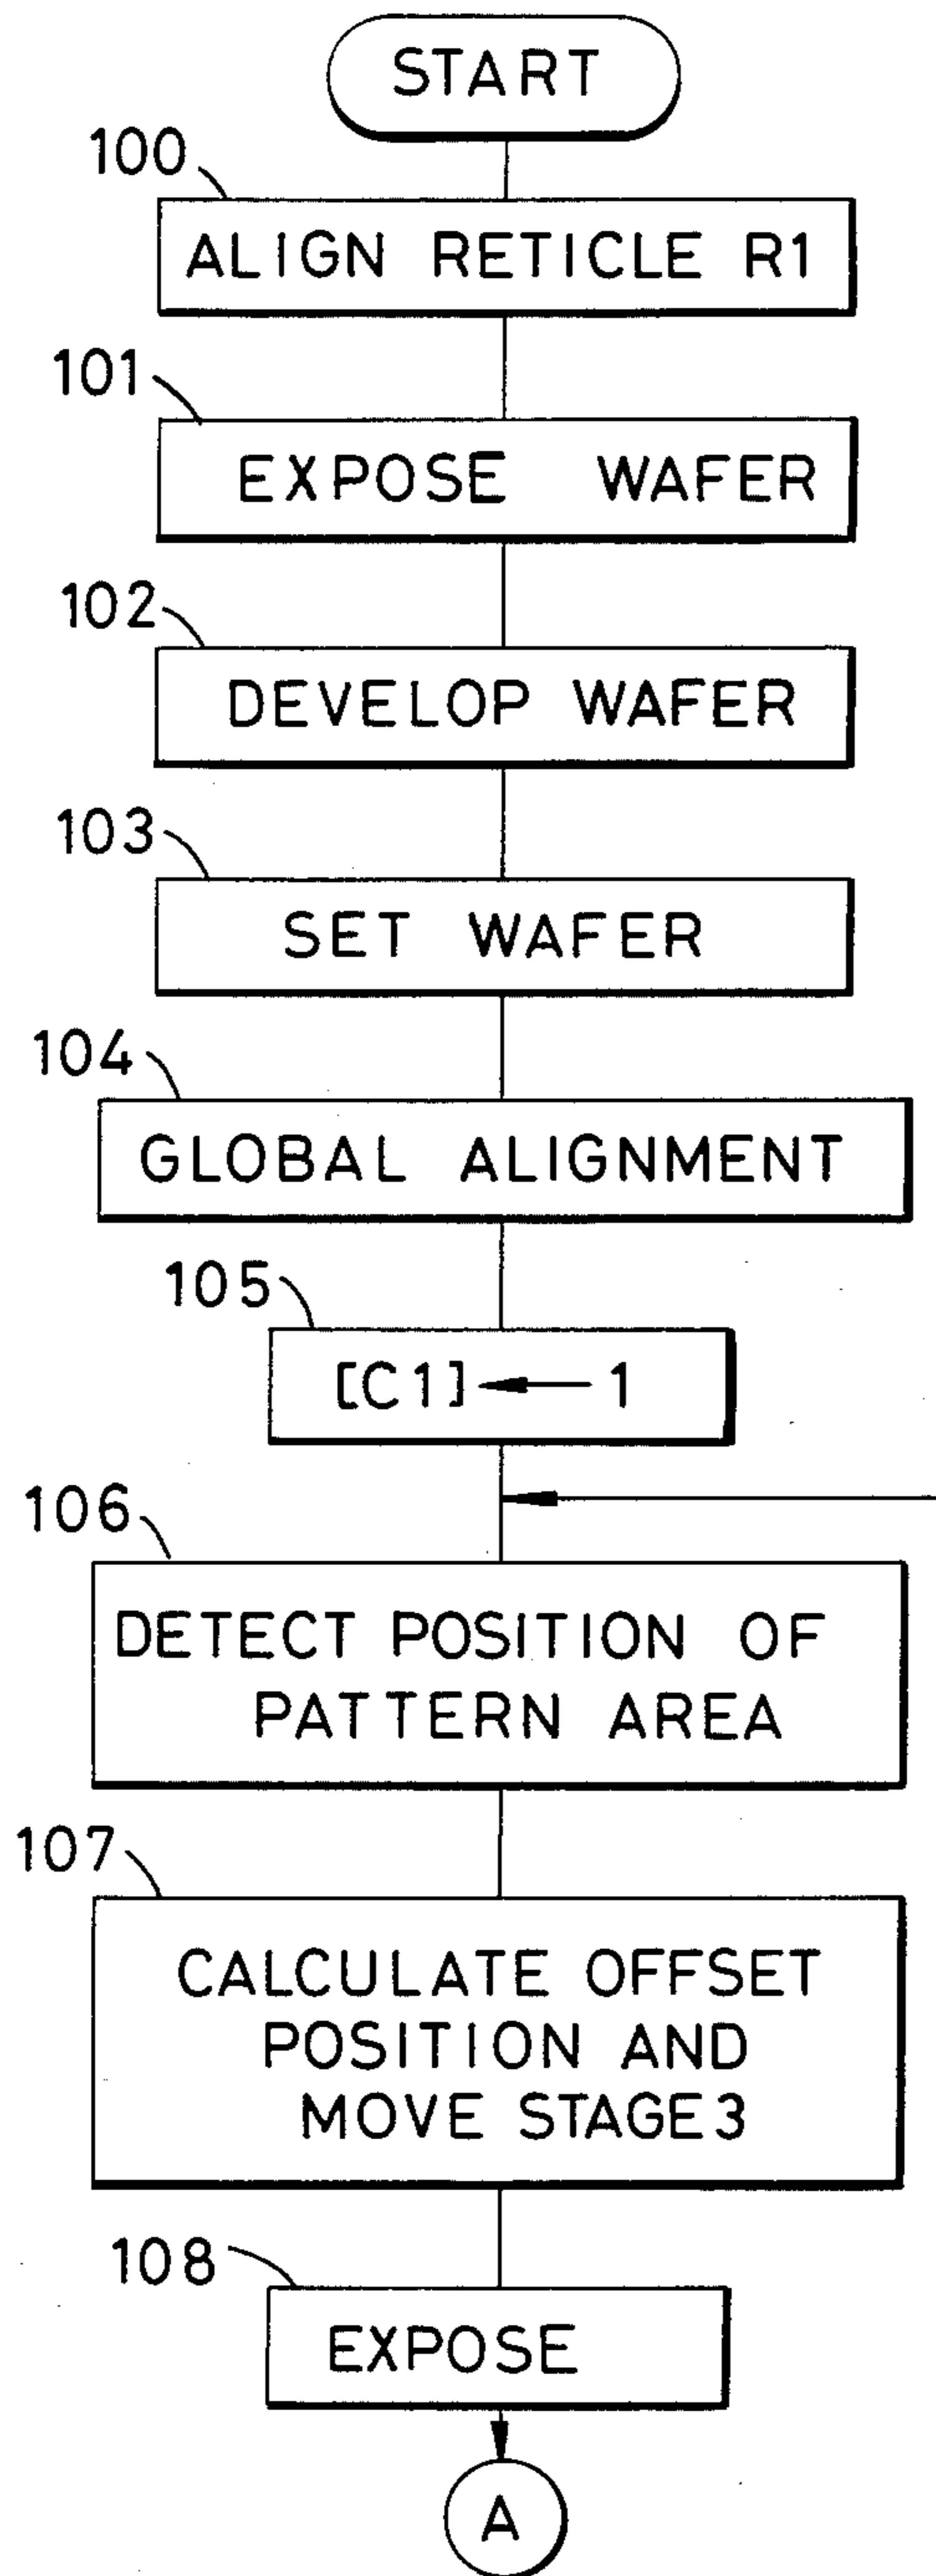 START
100
ALIGN RETICLE R1
101
EXPOSE WAFER
102
DEVELOP WAFER
103
SET WAFER
104
GLOBAL ALIGNMENT
105
[C1] ← 1
106
DETECT POSITION OF
PATTERN AREA
107
CALCULATE OFFSET
POSITION AND
MOVE STAGE3
108
EXPOSE
A